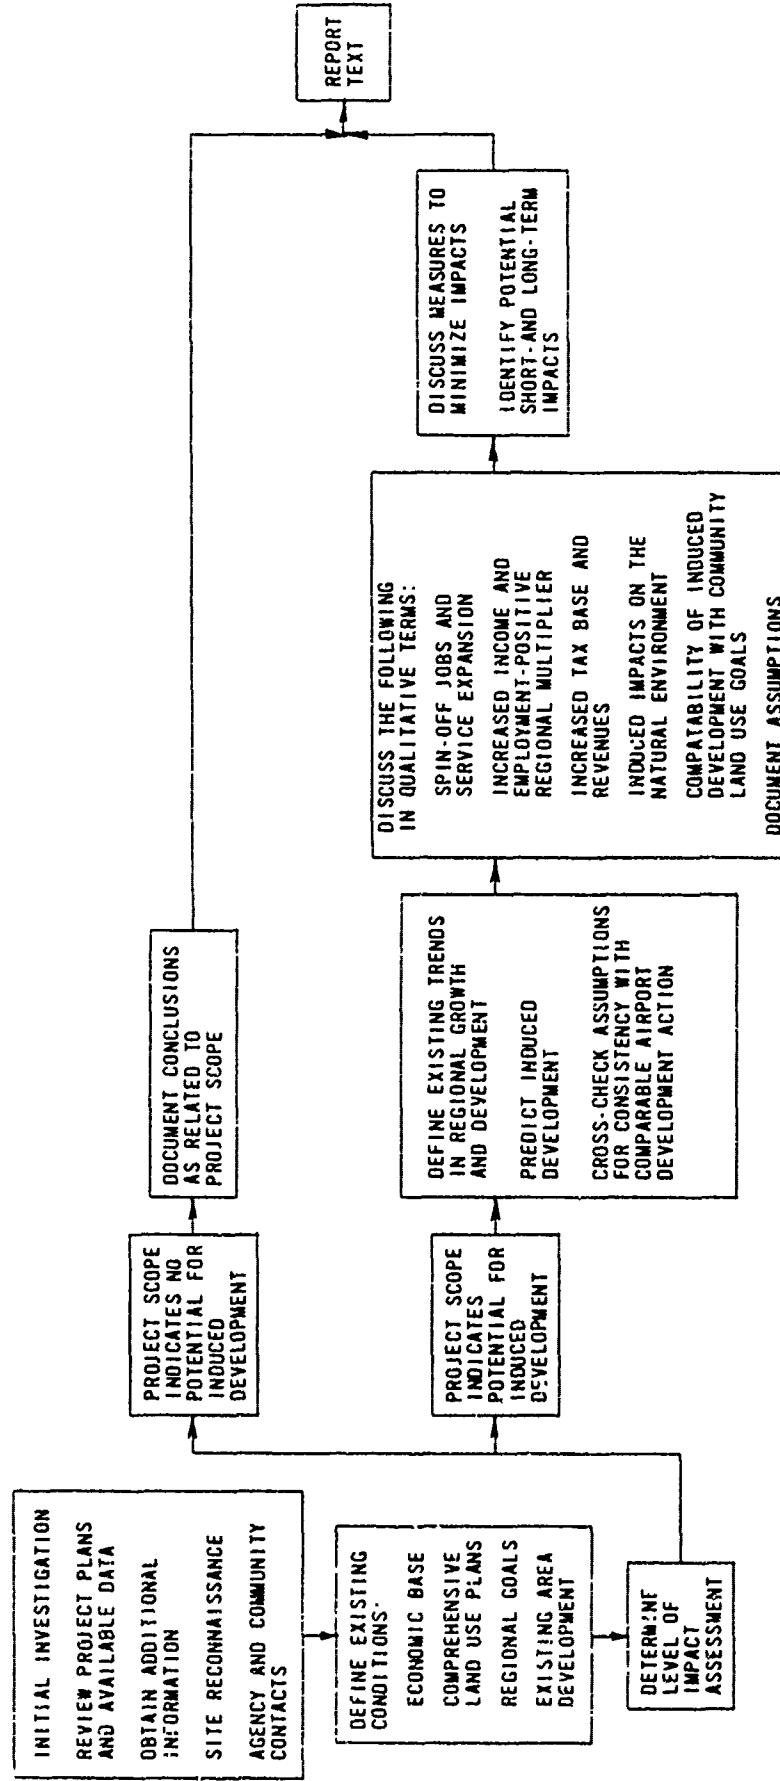 INITIAL INVESTIGATION
REVIEW PROJECT PLANS
AND AVAILABLE DATA
OBTAIN ADDITIONAL
INFORMATION
SITE RECONNAISSANCE
AGENCY AND COMMUNITY
CONTACTS
DEFINE EXISTING
CONDITIONS:
ECONOMIC BASE
COMPREHENSIVE
LAND USE PLANS
REGIONAL GOALS
EXISTING AREA
DEVELOPMENT
DETERMINE
LEVEL OF
IMPACT
ASSESSMENT
PROJECT SCOPE
INDICATES NO
POTENTIAL FOR
INDUCED
DEVELOPMENT
DOCUMENT CONCLUSIONS
AS RELATED TO
PROJECT SCOPE
PROJECT SCOPE
INDICATES
POTENTIAL FOR
INDUCED
DEVELOPMENT
DEFINE EXISTING TRENDS
IN REGIONAL GROWTH
AND DEVELOPMENT
PREDICT INDUCED
DEVELOPMENT
CROSS-CHECK ASSUMPTIONS
FOR CONSISTENCY WITH
COMPARABLE AIRPORT
DEVELOPMENT ACTION
DISCUSS THE FOLLOWING
IN QUALITATIVE TERMS:
SPIN-OFF JOBS AND
SERVICE EXPANSION
INCREASED INCOME AND
EMPLOYMENT-POSITIVE
REGIONAL MULTIPLIER
INCREASED TAX BASE AND
REVENUES
INDUCED IMPACTS ON THE
NATURAL ENVIRONMENT
COMPATABILITY OF INDUCED
DEVELOPMENT WITH COMMUNITY
LAND USE GOALS
DOCUMENT ASSUMPTIONS
DISCUSS MEASURES TO
MINIMIZE IMPACTS
IDENTIFY POTENTIAL
SHORT-AND LONG-TERM
IMPACTS
REPORT
TEXT